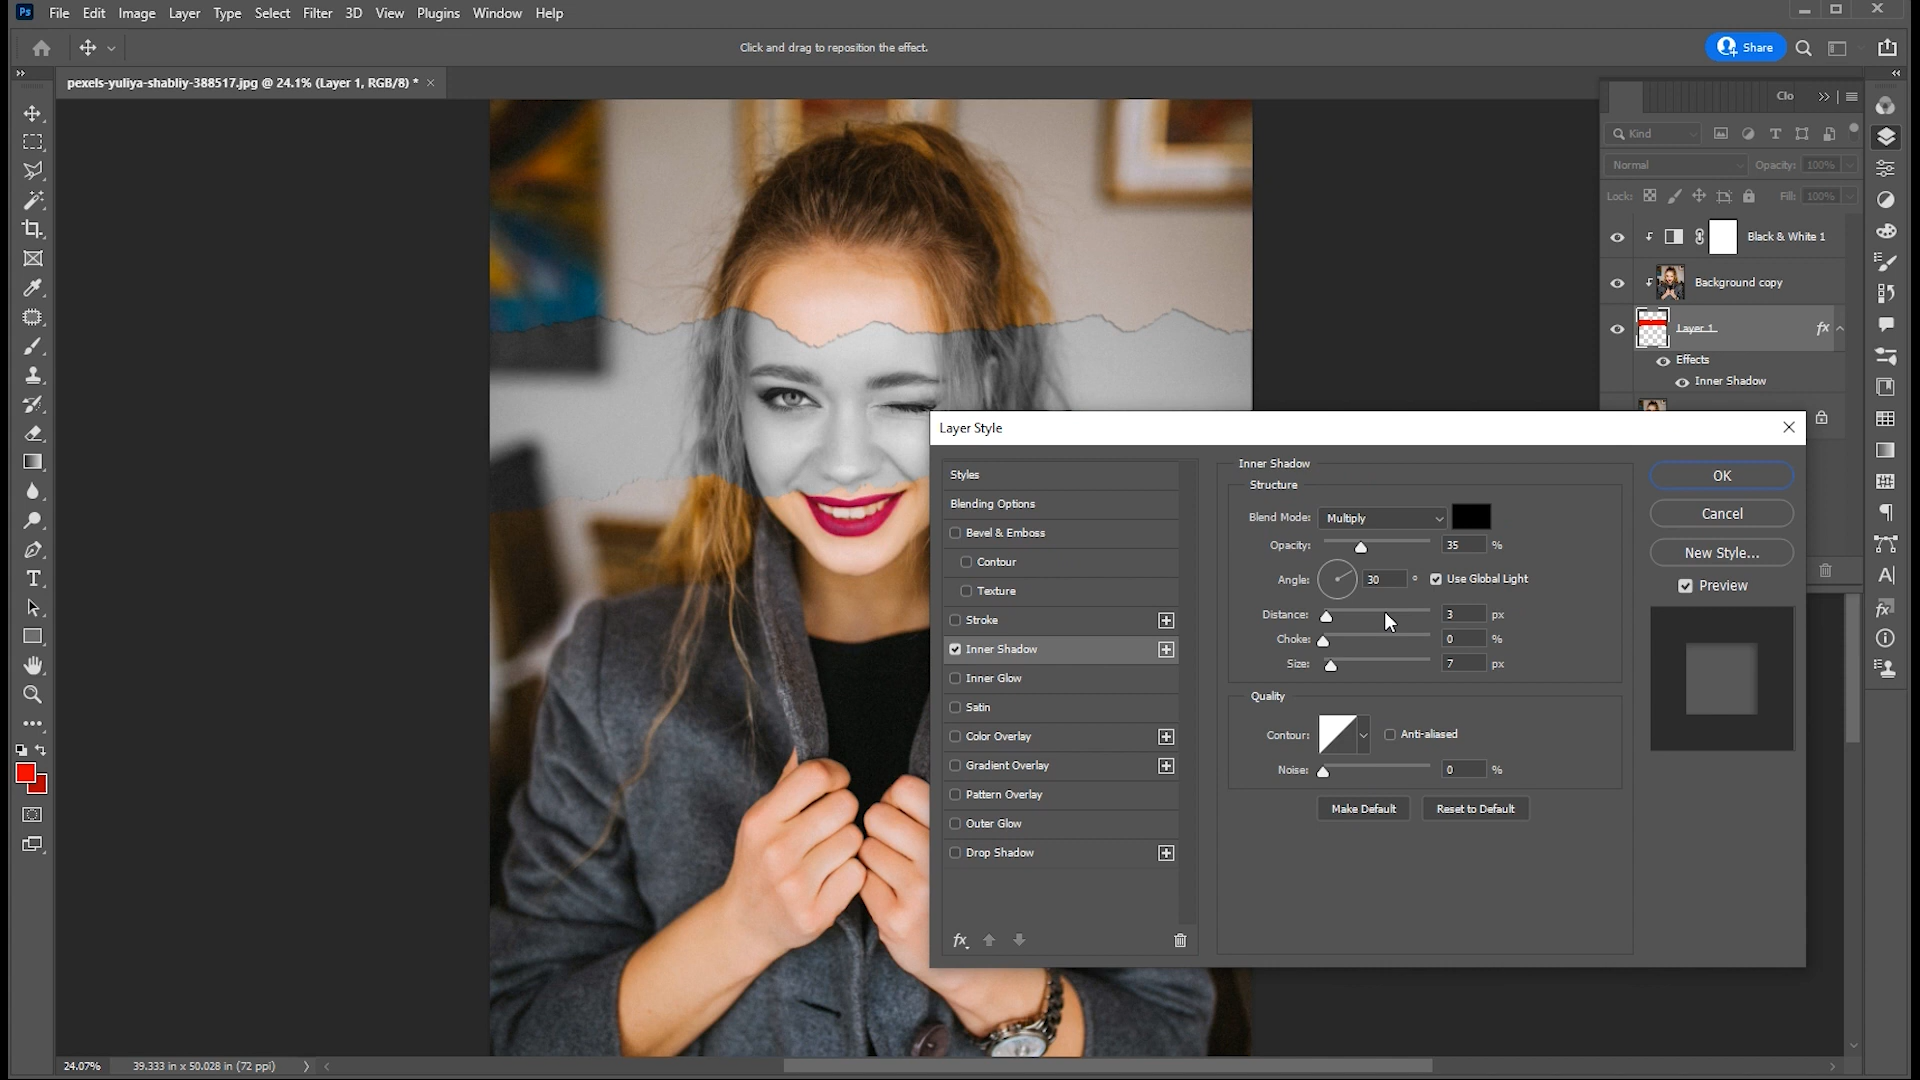 Ps File Edit Image Layer Type Select Filter 3D View Plugins Window Help
Click and drag to reposition the effect.
Share
pexels-yuliya-shabliy-388517.jpg @ 24.1% (Layer 1, RGB/8) *
Clo
Kind
Normal Opacity: 100%
Lock: Fill: 100%
Black & White 1
Background copy
Layer 1
fx
Effects
Inner Shadow
Layer Style
Styles
Blending Options
Bevel & Emboss
Contour
Texture
Stroke
Inner Shadow
Inner Glow
Satin
Color Overlay
Gradient Overlay
Pattern Overlay
Outer Glow
Drop Shadow
fx
Inner Shadow
Structure
Blend Mode: Multiply
Opacity: 35 %
Angle: 30 ° Use Global Light
Distance: 3 px
Choke: 0 %
Size: 7 px
Quality
Contour: Anti-aliased
Noise: 0 %
Make Default Reset to Default
OK
Cancel
New Style...
Preview
24.07% 39.333 in x 50.028 in (72 ppi)